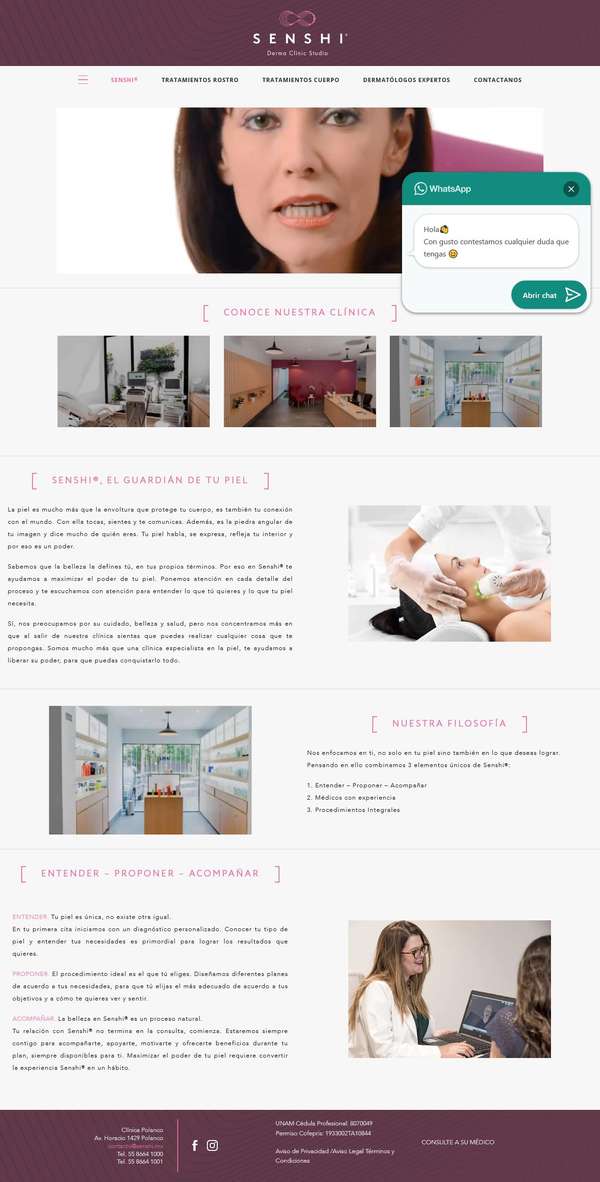 SENSHI®
Derma Clinic Studio
SENSHI®
TRATAMIENTOS ROSTRO
TRATAMIENTOS CUERPO
DERMATÓLOGOS EXPERTOS
CONTACTANOS
WhatsApp
Hola👋
Con gusto contestamos cualquier duda que
tengas 😊
Abrir chat
[ CONOCE NUESTRA CLÍNICA ]
[ SENSHI®, EL GUARDIÁN DE TU PIEL ]
La piel es mucho más que la envoltura que protege tu cuerpo, es también tu conexión
con el mundo. Con ella tocas, sientes y te comunicas. Además, es la piedra angular de
tu imagen y dice mucho de quién eres. Tu piel habla, se expresa, refleja tu interior y
por eso es un poder.
Sabemos que la belleza la defines tú, en tus propios términos. Por eso en Senshi® te
ayudamos a maximizar el poder de tu piel. Ponemos atención en cada detalle del
proceso y te escuchamos con atención para entender lo que tú quieres y lo que tu piel
necesita.
Sí, nos preocupamos por su cuidado, belleza y salud, pero nos concentramos más en
que al salir de nuestra clínica sientas que puedes realizar cualquier cosa que te
propongas. Somos mucho más que una clínica especialista en la piel, te ayudamos a
liberar su poder, para que puedas conquistarlo todo.
[ NUESTRA FILOSOFÍA ]
Nos enfocamos en ti, no solo en tu piel sino también en lo que deseas lograr.
Pensando en ello combinamos 3 elementos únicos de Senshi®:
1. Entender – Proponer – Acompañar
2. Médicos con experiencia
3. Procedimientos Integrales
[ ENTENDER – PROPONER – ACOMPAÑAR ]
ENTENDER. Tu piel es única, no existe otra igual.
En tu primera cita iniciamos con un diagnóstico personalizado. Conocer tu tipo de
piel y entender tus necesidades es primordial para lograr los resultados que
quieres.
PROPONER. El procedimiento ideal es el que tú eliges. Diseñamos diferentes planes
de acuerdo a tus necesidades, para que tú elijas el más adecuado de acuerdo a tus
objetivos y a cómo te quieres ver y sentir.
ACOMPAÑAR. La belleza en Senshi® es un proceso natural.
Tu relación con Senshi® no termina en la consulta, comienza. Estaremos siempre
contigo para acompañarte, apoyarte, motivarte y ofrecerte beneficios durante tu
plan, siempre disponibles para ti. Maximizar el poder de tu piel requiere convertir
la experiencia Senshi® en un hábito.
Clínica Polanco
Av. Horacio 1429 Polanco
contacto@senshi.mx
Tel. 55 8664 1000
Tel. 55 8664 1001
UNAM Cédula Profesional: 8070049
Permiso Cofepris: 1933002TA10844
Aviso de Privacidad /Aviso Legal Términos y
Condiciones
CONSULTE A SU MÉDICO